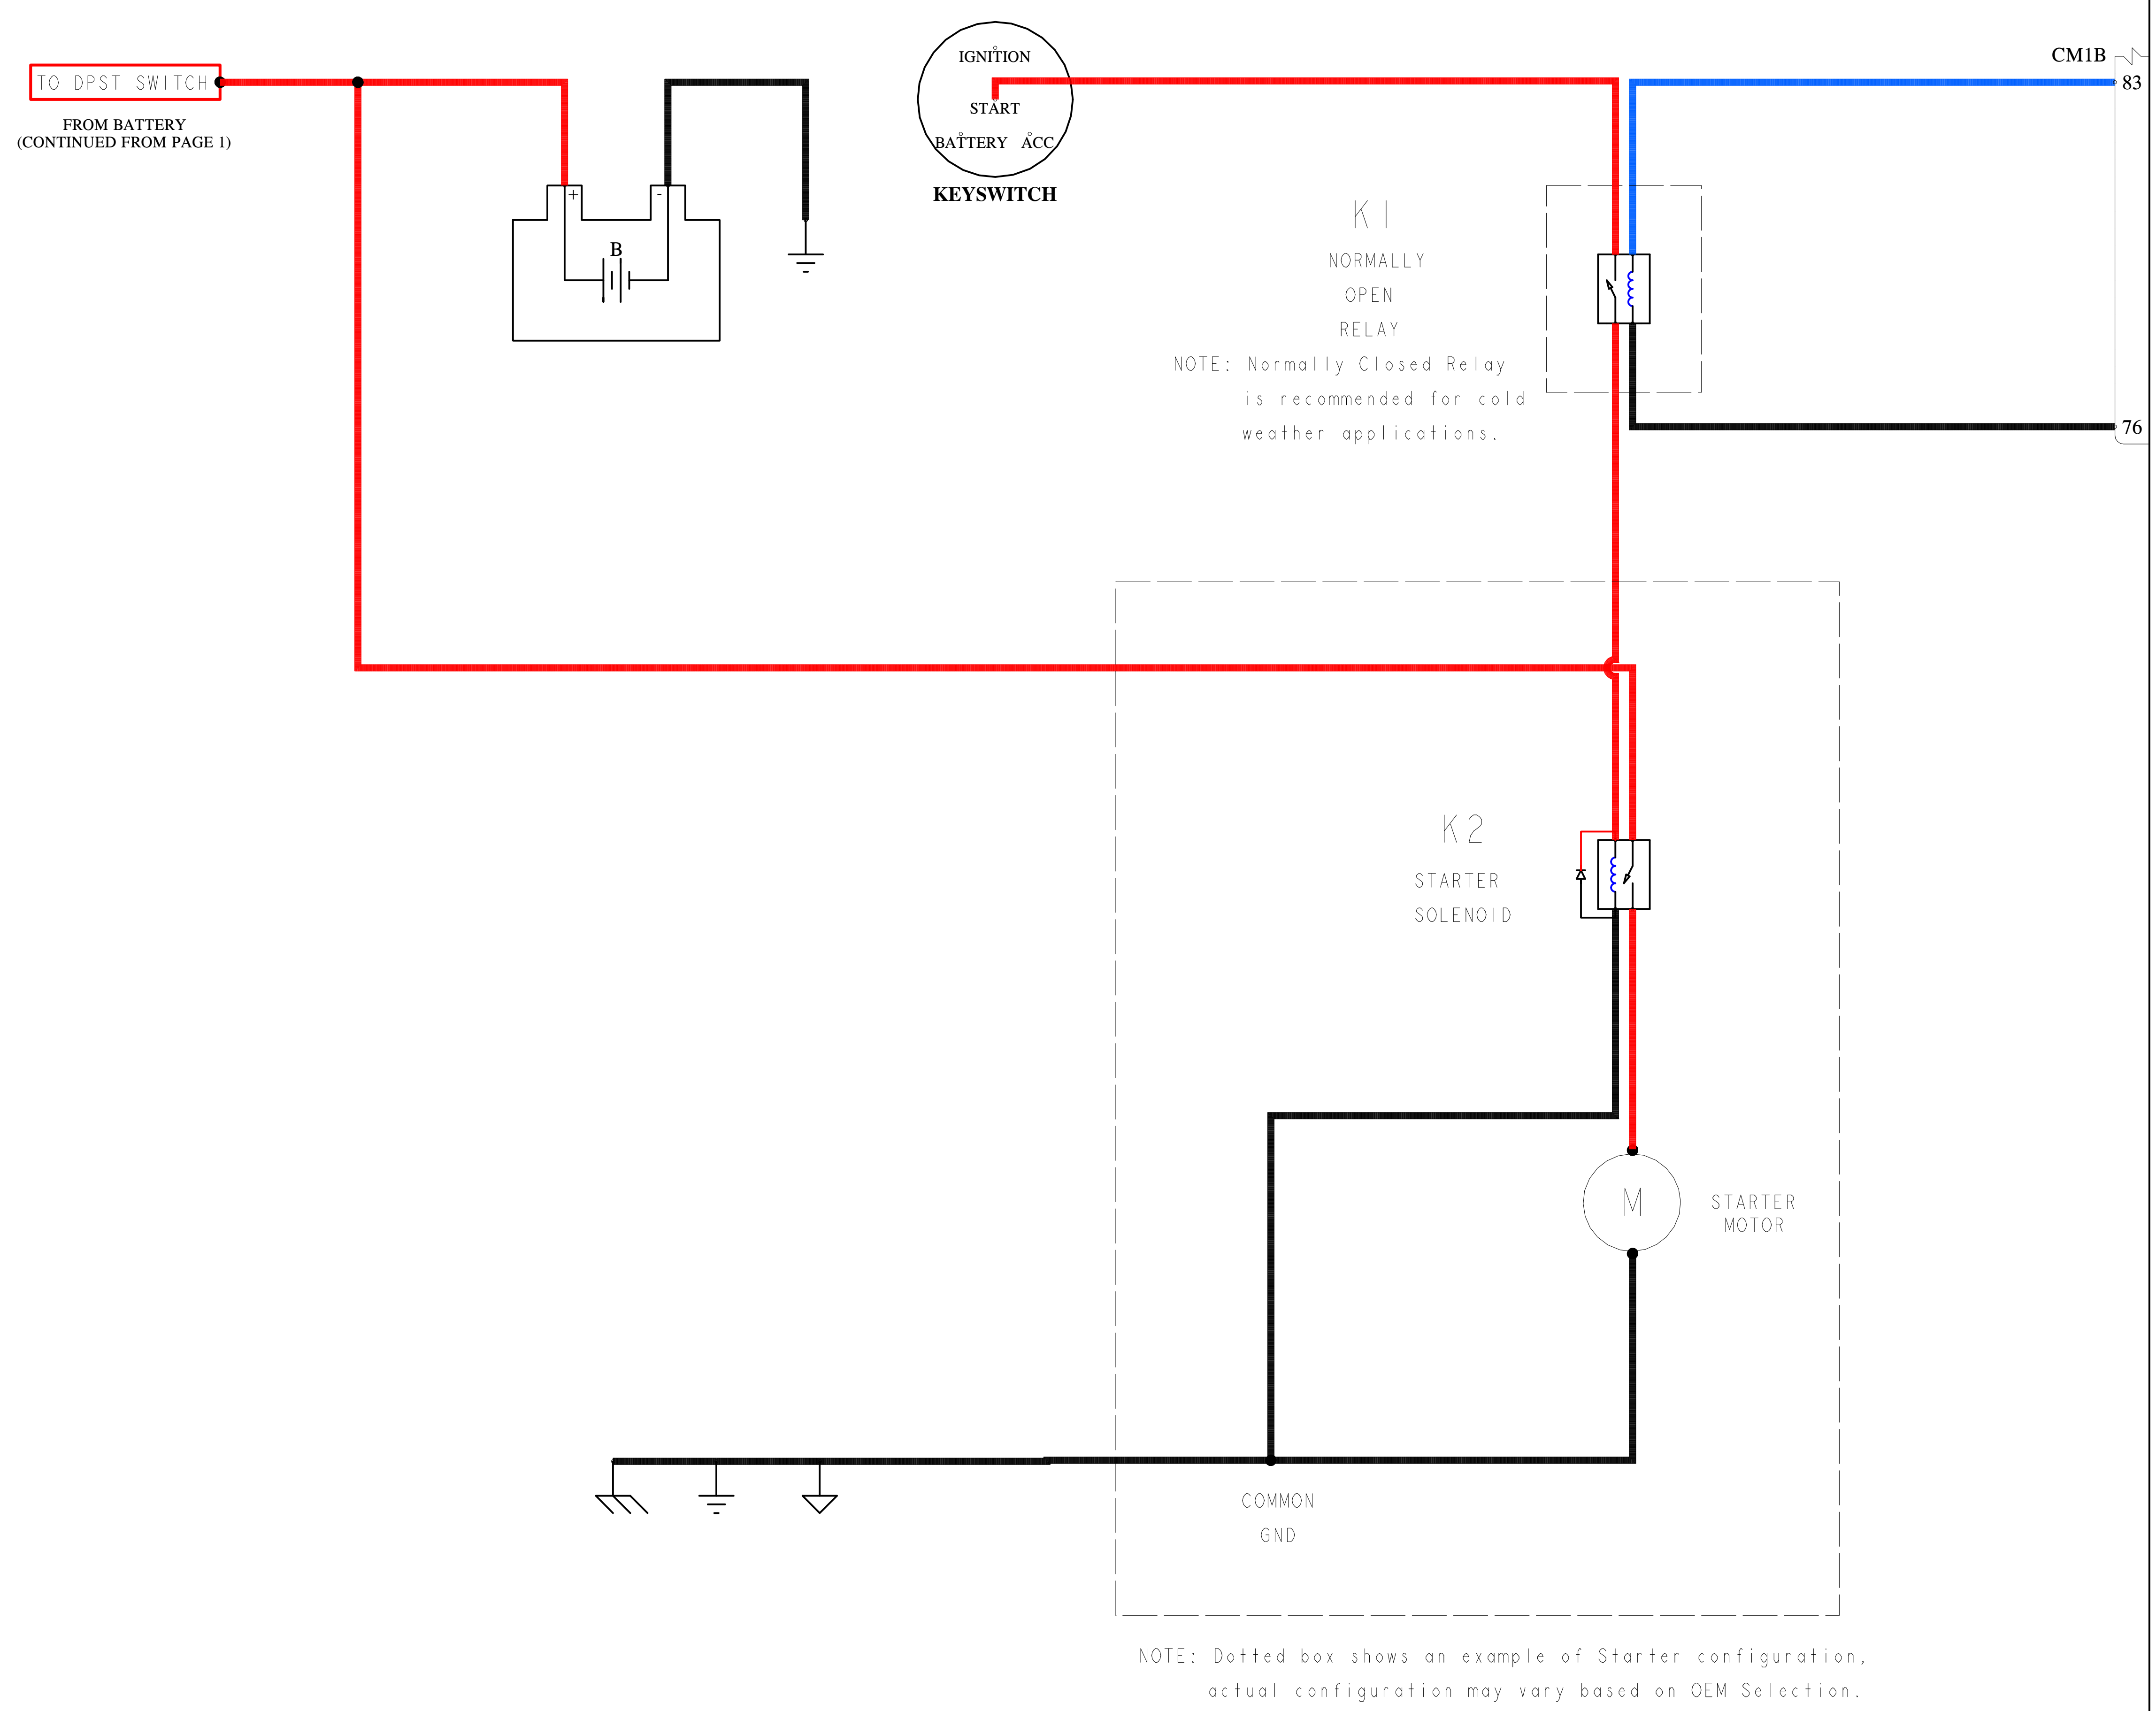 TO DPST SWITCH
FROM BATTERY
(CONTINUED FROM PAGE 1)
+
-
B
IGNITION
START
BATTERY ACC
KEYSWITCH
CM1B
83
76
K1
NORMALLY
OPEN
RELAY
NOTE: Normally Closed Relay
is recommended for cold
weather applications.
K2
STARTER
SOLENOID
M
STARTER
MOTOR
COMMON
GND
NOTE: Dotted box shows an example of Starter configuration,
actual configuration may vary based on OEM Selection.